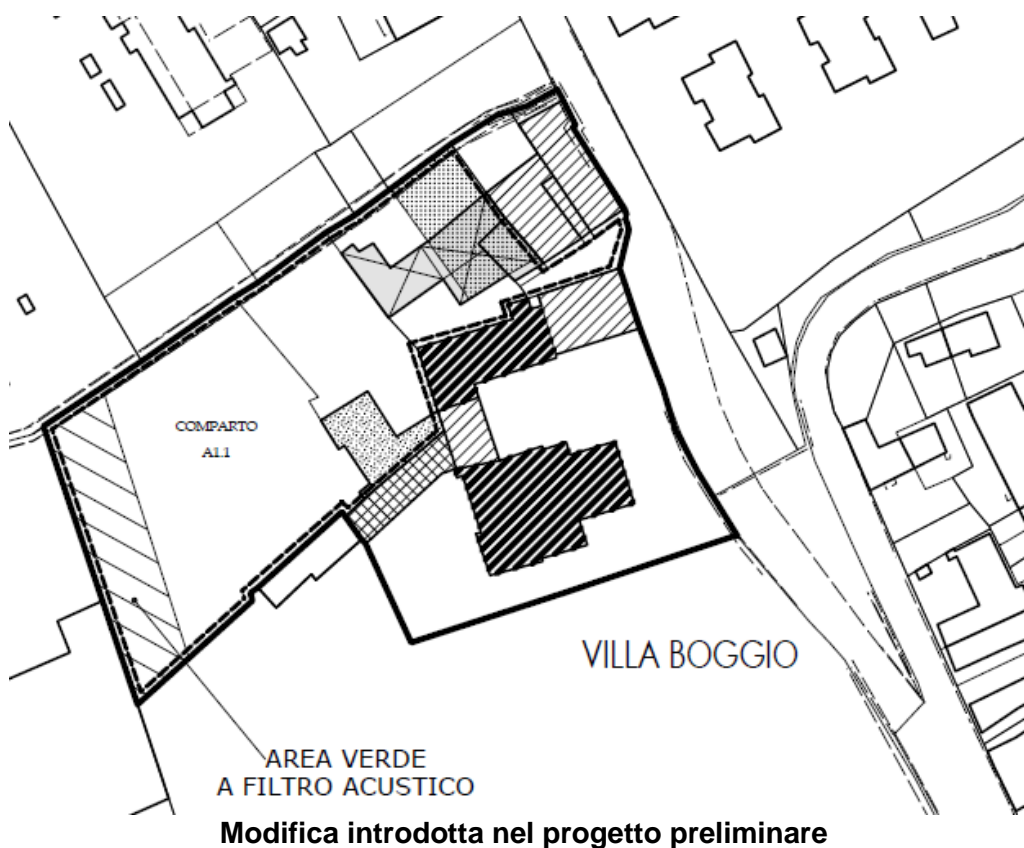 COMPARTO
A1.1
VILLA BOGGIO
AREA VERDE
A FILTRO ACUSTICO
Modifica introdotta nel progetto preliminare